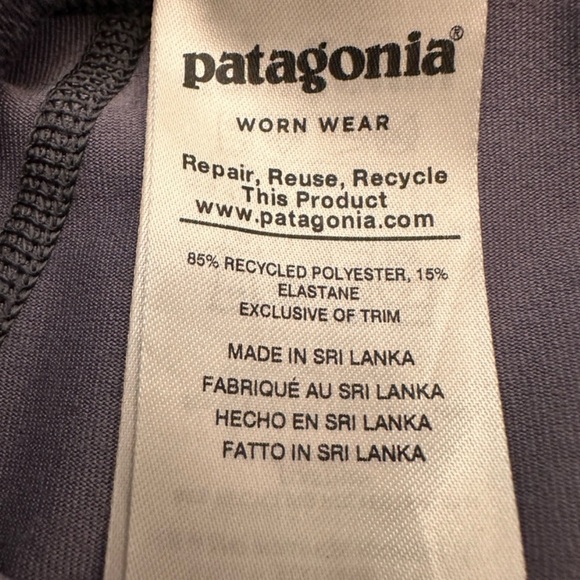 patagonia®
WORN WEAR
Repair, Reuse, Recycle
This Product
www.patagonia.com
85% RECYCLED POLYESTER, 15%
ELASTANE
EXCLUSIVE OF TRIM
MADE IN SRI LANKA
FABRIQUÉ AU SRI LANKA
HECHO EN SRI LANKA
FATTO IN SRI LANKA